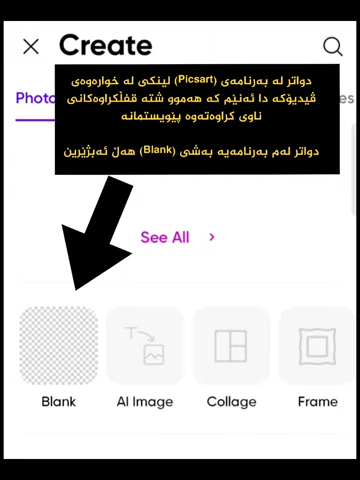 Create
Photo
دواتر لە بەرنامەی (Picsart) لینکی لە خوارەوەی
ڤیدیۆکە دا ئەنێم کە هەموو شتە قفڵکراوەکانی
ناوی کراوەتەوە پێویستمانە
دواتر لەم بەرنامەیە بەشی (Blank) هەڵ ئەبژێرین
See All
Blank
AI Image
Collage
Frame